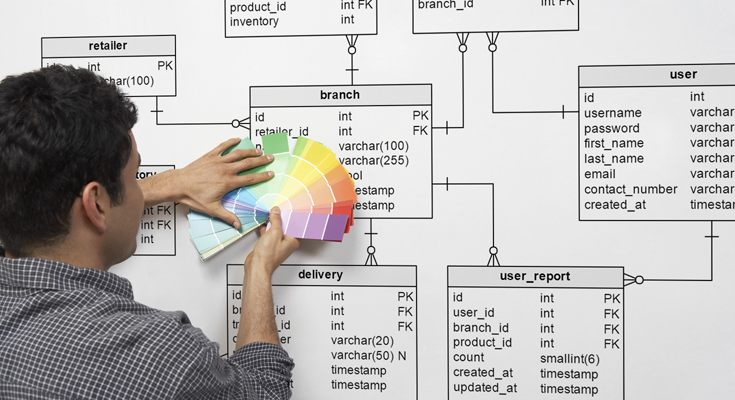 product_id int FK
inventory int
branch_id int FK
retailer
id int PK
varchar(100)
branch
id int PK
retailer_id int FK
varchar(100)
varchar(255)
user
id int
username varchar
password varchar
first_name varchar
last_name varchar
email varchar
contact_number varchar
created_at
int FK
int FK
int
delivery
id int PK
int FK
int FK
varchar(20)
varchar(50) N
timestamp
timestamp
user_report
id int PK
user_id int FK
branch_id int FK
product_id int FK
count smallint(6)
created_at timestamp
updated_at timestamp